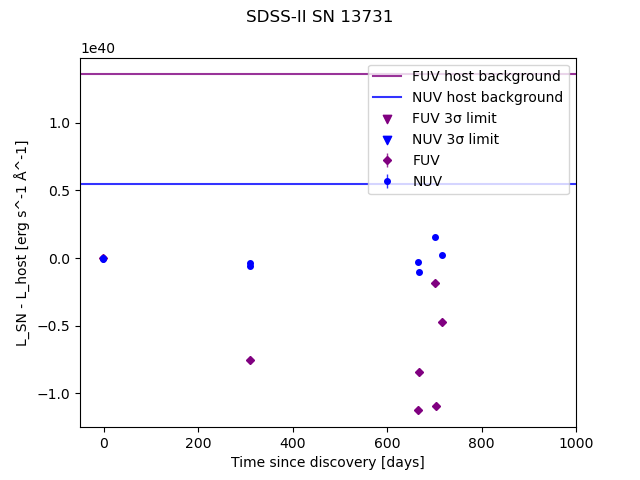 SDSS-II SN 13731
1e40
FUV host background
NUV host background
FUV 3σ limit
NUV 3σ limit
FUV
NUV
1.0
0.5
0.0
−0.5
−1.0
L_SN - L_host [erg s^-1 Å^-1]
0 200 400 600 800 1000
Time since discovery [days]